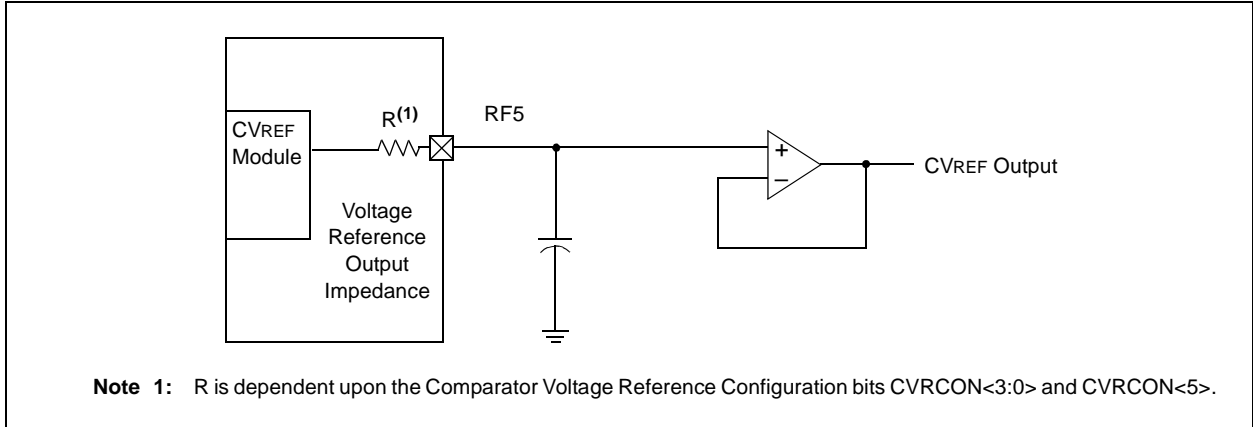 R(1)
RF5
CVREF
Module
+
–
CVREF Output
Voltage
Reference
Output
Impedance
Note 1: R is dependent upon the Comparator Voltage Reference Configuration bits CVRCON<3:0> and CVRCON<5>.